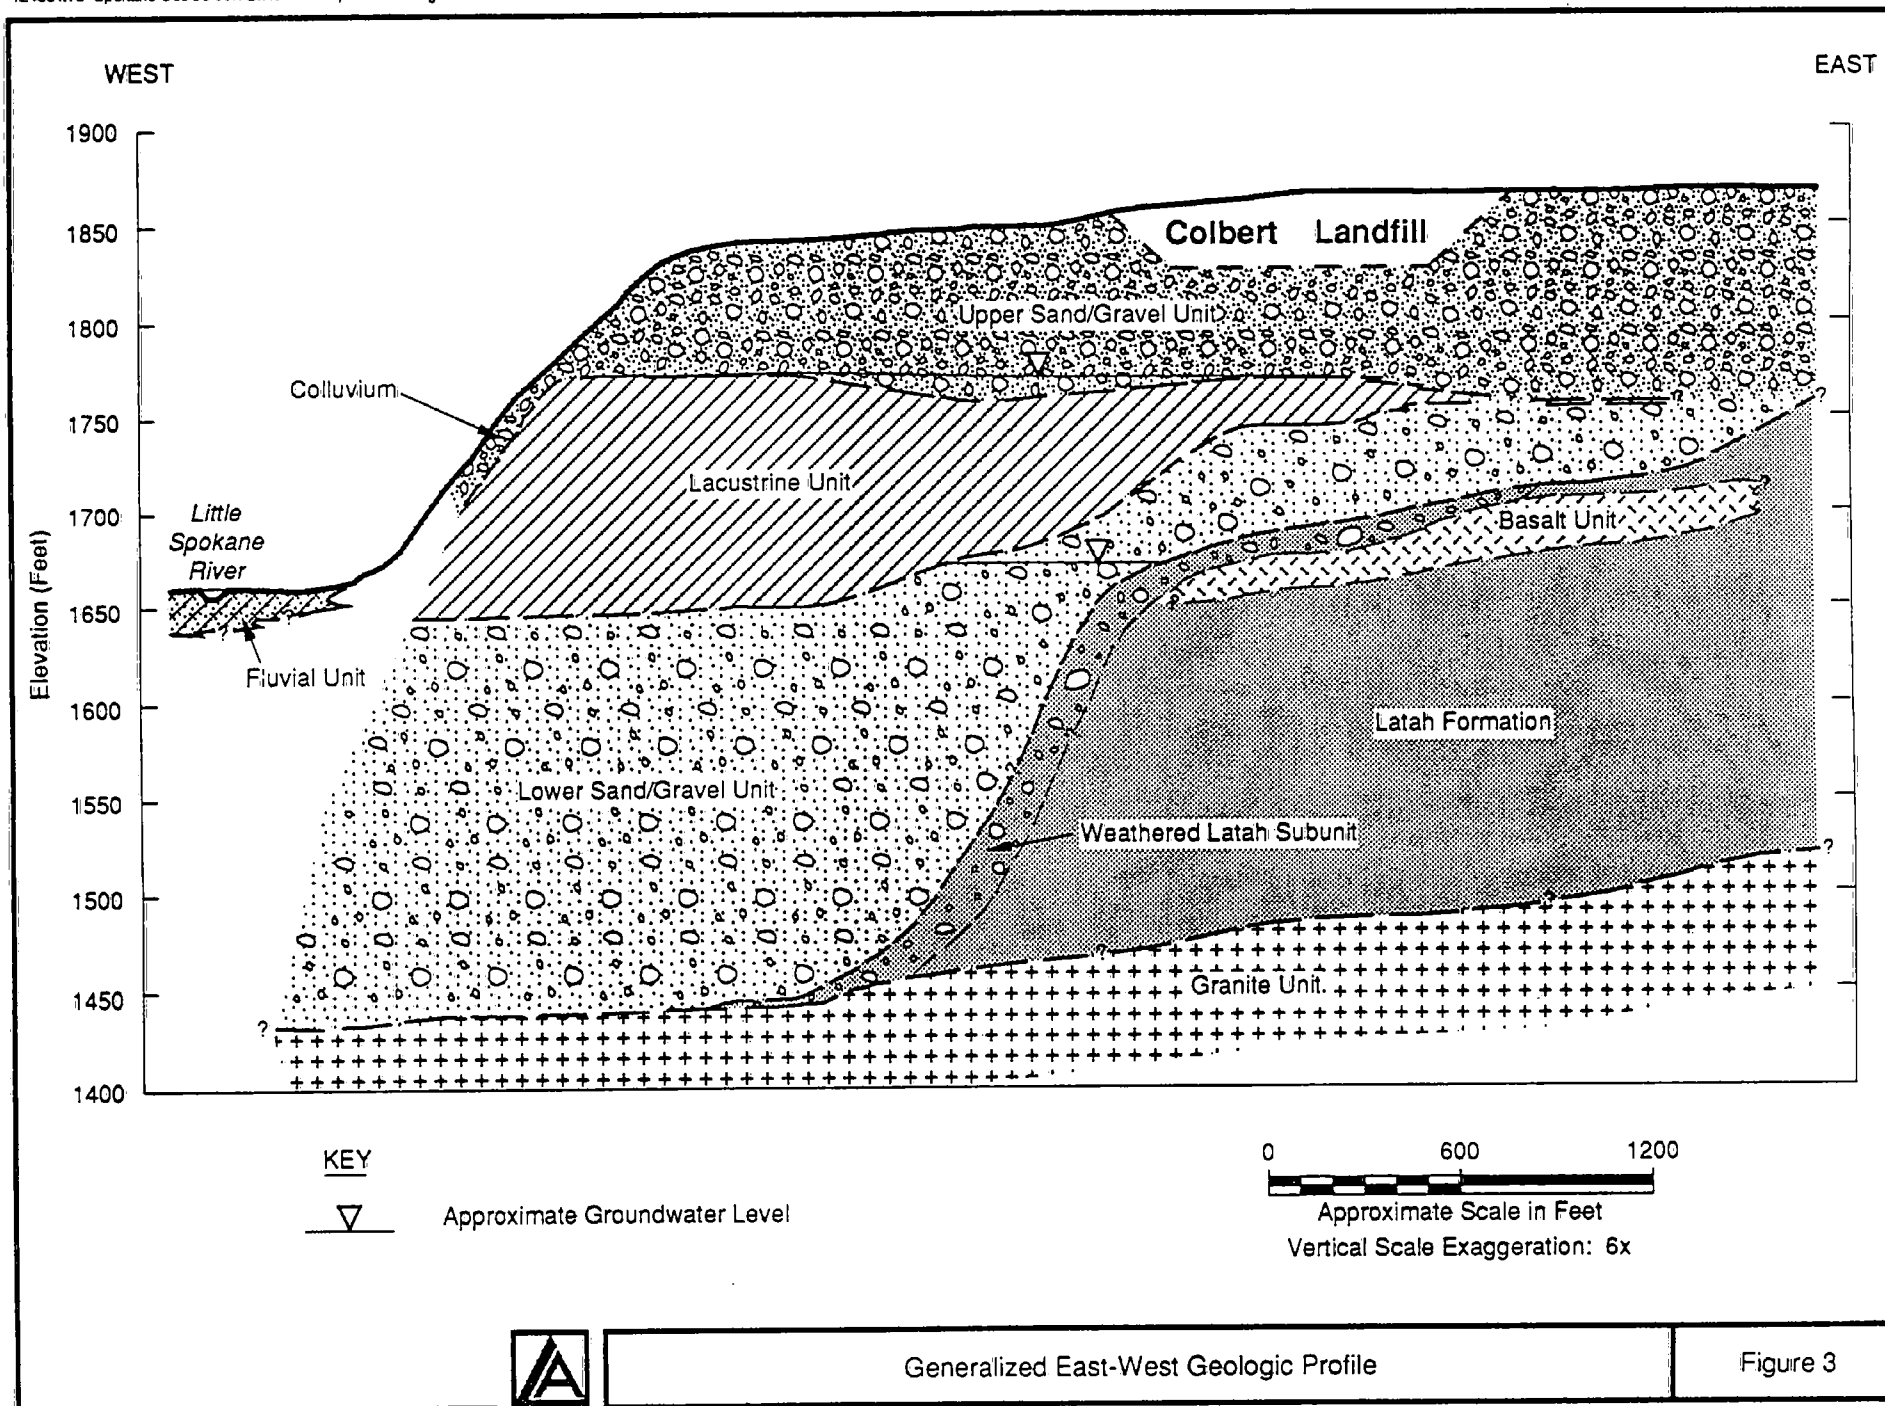 WEST
EAST
1900
1850
1800
1750
1700
1650
1600
1550
1500
1450
1400
Elevation (Feet)
Colbert Landfill
Upper Sand/Gravel Unit
Colluvium
Lacustrine Unit
Little
Spokane
River
Basalt Unit
Fluvial Unit
Latah Formation
Lower Sand/Gravel Unit
Weathered Latah Subunit
Granite Unit
?
?
?
?
?
?
?
?
KEY
Approximate Groundwater Level
0 600 1200
Approximate Scale in Feet
Vertical Scale Exaggeration: 6x
Generalized East-West Geologic Profile
Figure 3